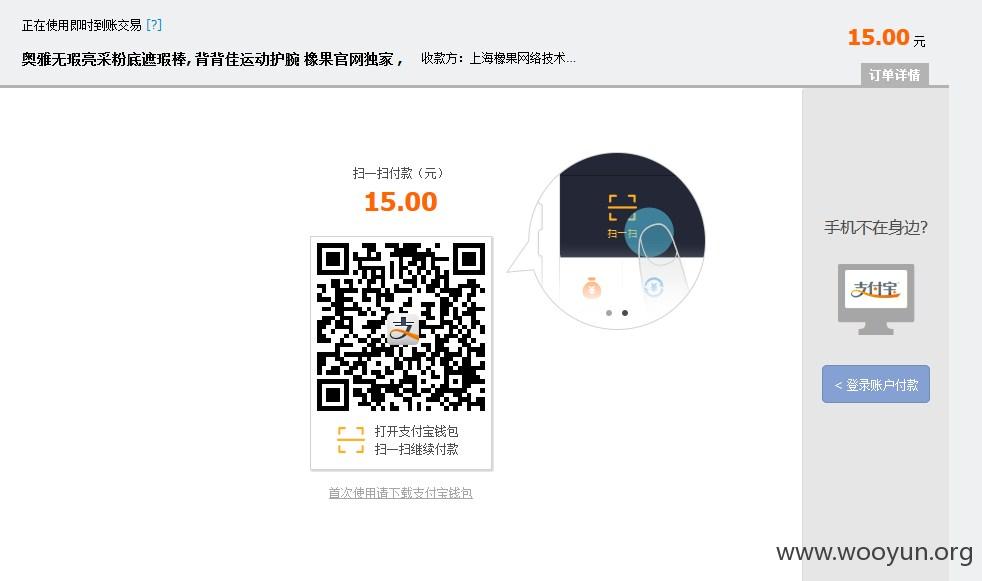 正在使用即时到账交易 [?]
15.00 元
奥雅无瑕亮采粉底遮瑕棒, 背背佳运动护腕 橡果官网独家 ,
收款方：上海橡果网络技术...
订单详情
扫一扫付款（元）
15.00
扫一扫
手机不在身边?
支付宝
< 登录账户付款
打开支付宝钱包
扫一扫继续付款
首次使用请下载支付宝钱包
www.wooyun.org